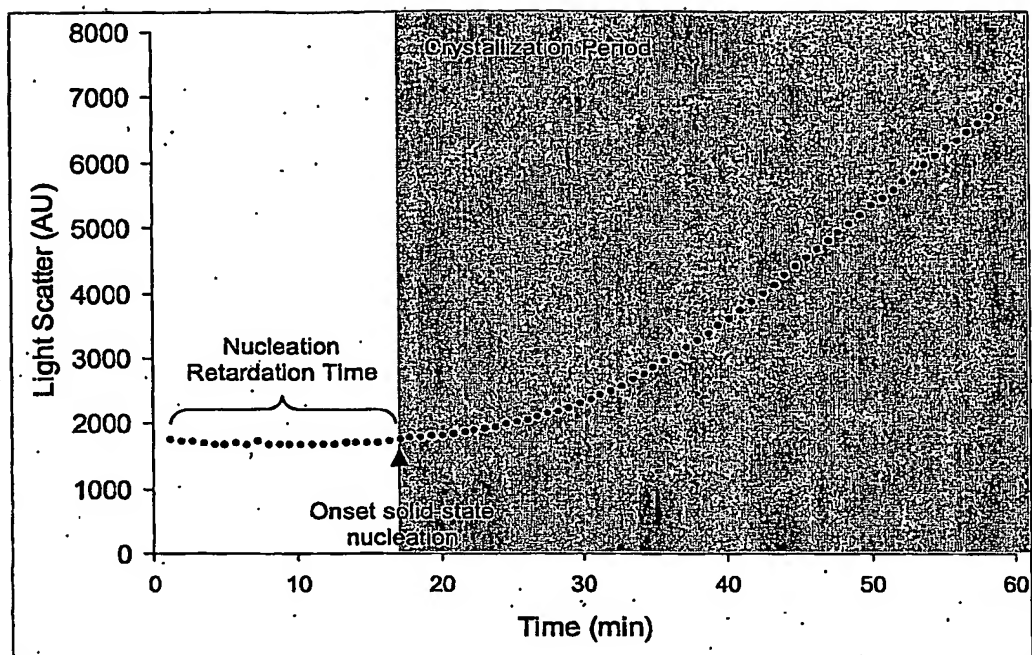 8000
7000
6000
5000
4000
3000
2000
1000
0
Light Scatter (AU)
Crystallization Period
Nucleation
Retardation Time
Onset solid-state
nucleation
0 10 20 30 40 50 60
Time (min)